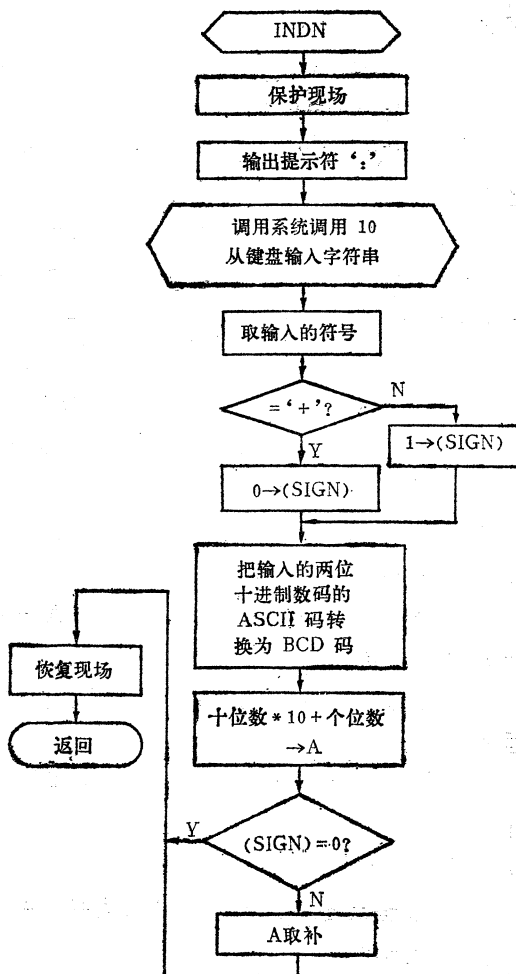 INDN
保护现场
输出提示符‘:’
调用系统调用 10
从键盘输入字符串
取输入的符号
=‘+’?
N
1→(SIGN)
Y
0→(SIGN)
把输入的两位
十进制数码的
ASCII 码转
换为 BCD 码
恢复现场
返回
十位数*10+个位数
→A
Y
(SIGN)=0?
N
A取补